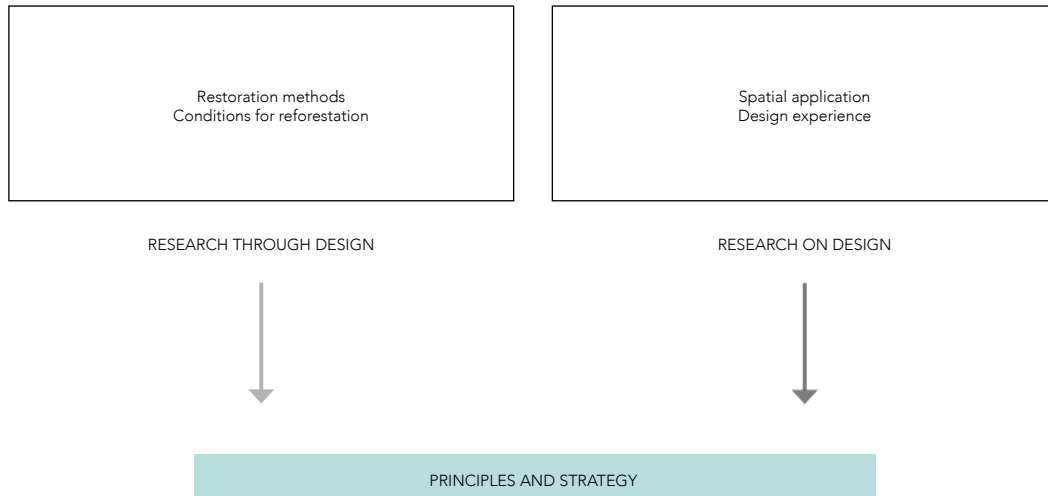 Restoration methods
Conditions for reforestation
Spatial application
Design experience
RESEARCH THROUGH DESIGN
RESEARCH ON DESIGN
PRINCIPLES AND STRATEGY